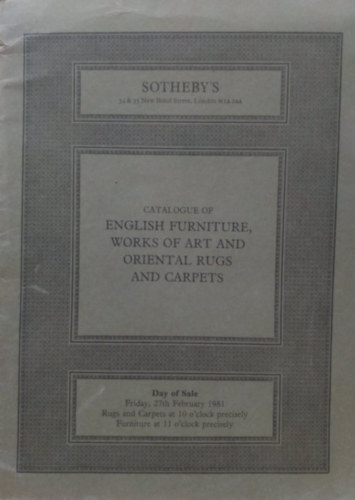 SOTHEBY'S
34 & 35 New Bond Street, London W1A 2AA
CATALOGUE OF
ENGLISH FURNITURE,
WORKS OF ART AND
ORIENTAL RUGS
AND CARPETS
Day of Sale
Friday, 27th February 1981
Rugs and Carpets at 10 o'clock precisely
Furniture at 11 o'clock precisely